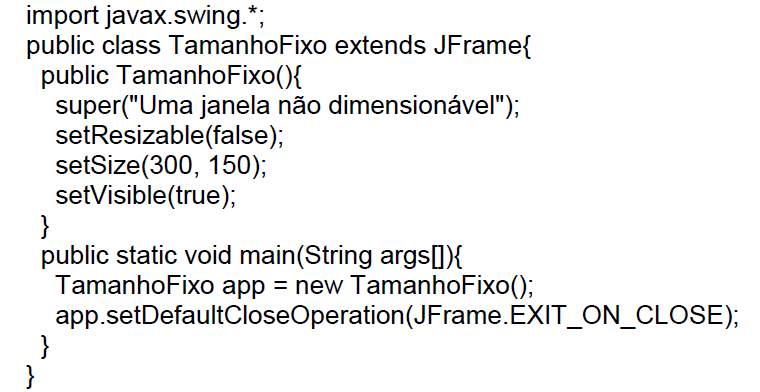 import javax.swing.*;
public class TamanhoFixo extends JFrame{
public TamanhoFixo(){
super("Uma janela não dimensionável");
setResizable(false);
setSize(300, 150);
setVisible(true);
}
public static void main(String args[]){
TamanhoFixo app = new TamanhoFixo();
app.setDefaultCloseOperation(JFrame.EXIT_ON_CLOSE);
}
}